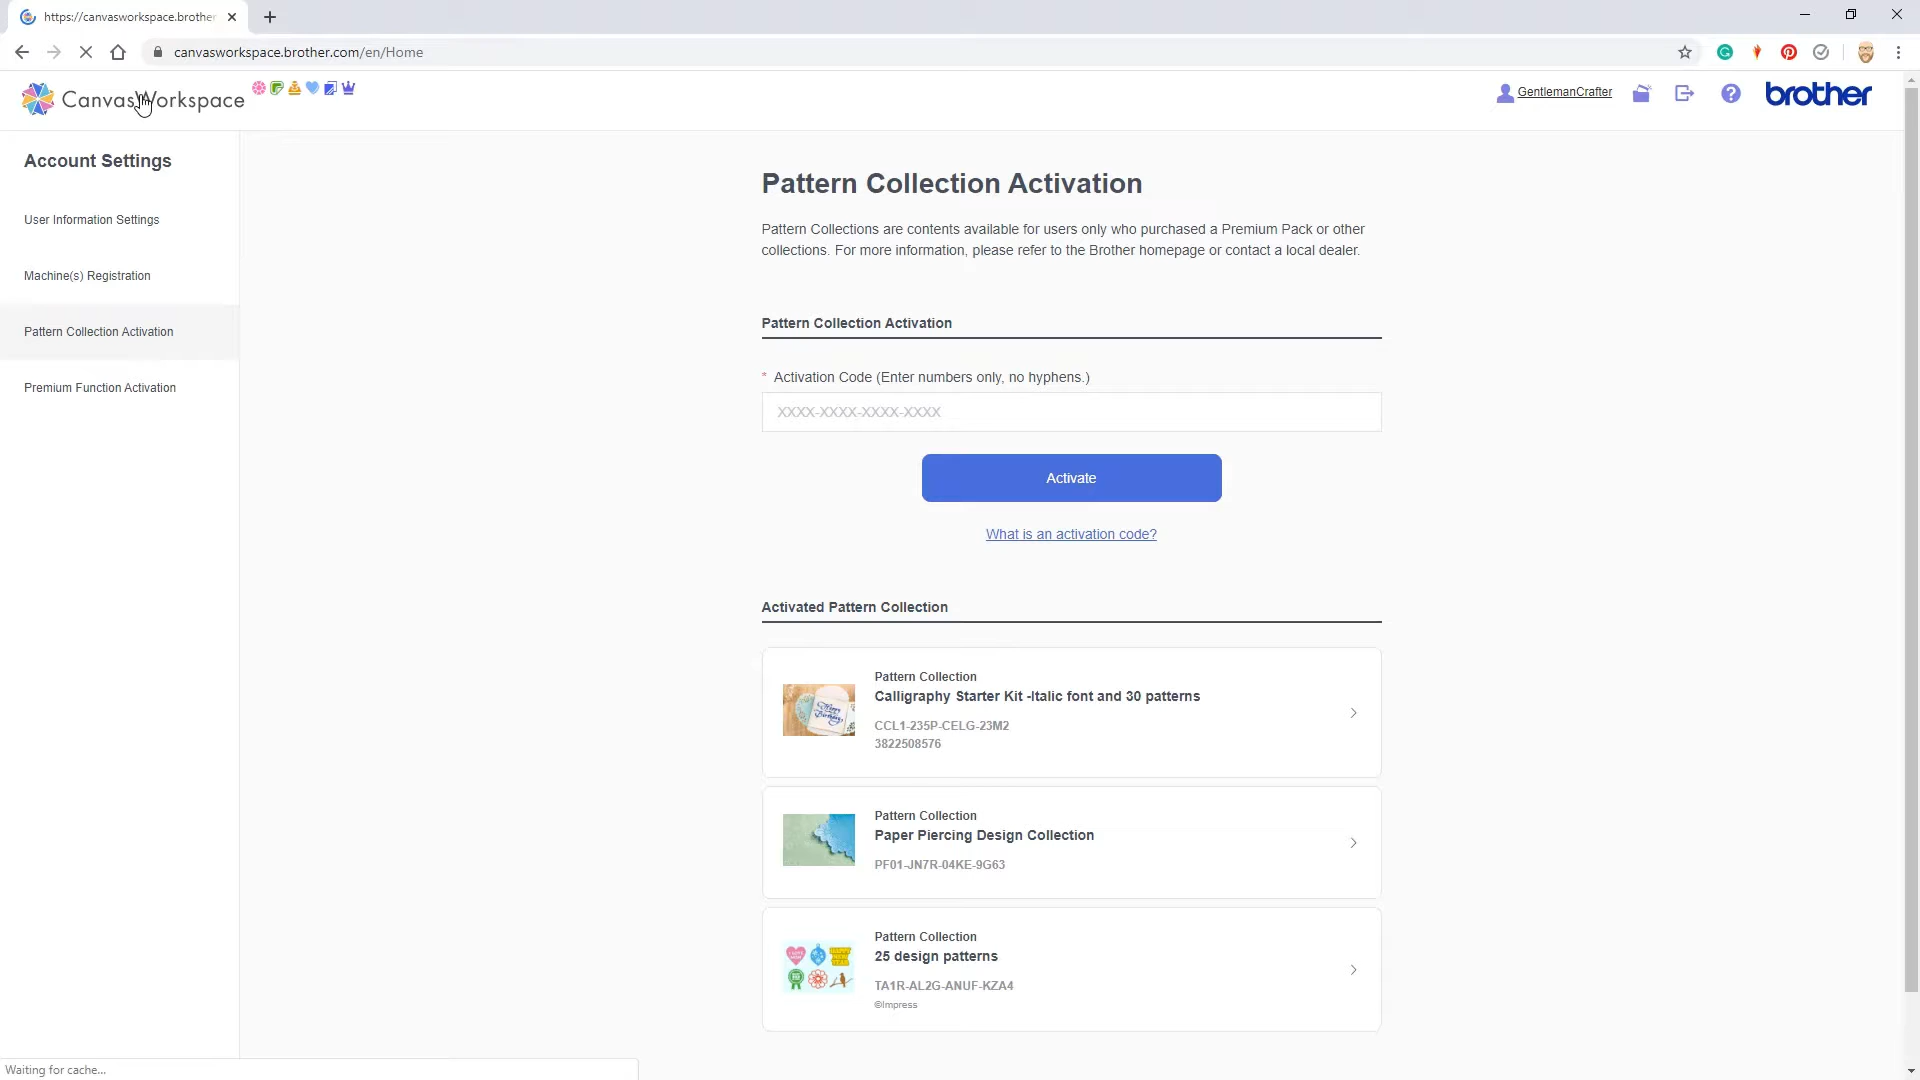 https://canvasworkspace.brother
canvasworkspace.brother.com/en/Home
CanvasWorkspace
GentlemanCrafter
brother
Account Settings
User Information Settings
Machine(s) Registration
Pattern Collection Activation
Premium Function Activation
Pattern Collection Activation
Pattern Collections are contents available for users only who purchased a Premium Pack or other
collections. For more information, please refer to the Brother homepage or contact a local dealer.
Pattern Collection Activation
* Activation Code (Enter numbers only, no hyphens.)
XXXX-XXXX-XXXX-XXXX
Activate
What is an activation code?
Activated Pattern Collection
Pattern Collection
Calligraphy Starter Kit -Italic font and 30 patterns
CCL1-235P-CELG-23M2
3822508576
Pattern Collection
Paper Piercing Design Collection
PF01-JN7R-04KE-9G63
Pattern Collection
25 design patterns
TA1R-AL2G-ANUF-KZA4
©Impress
Waiting for cache...